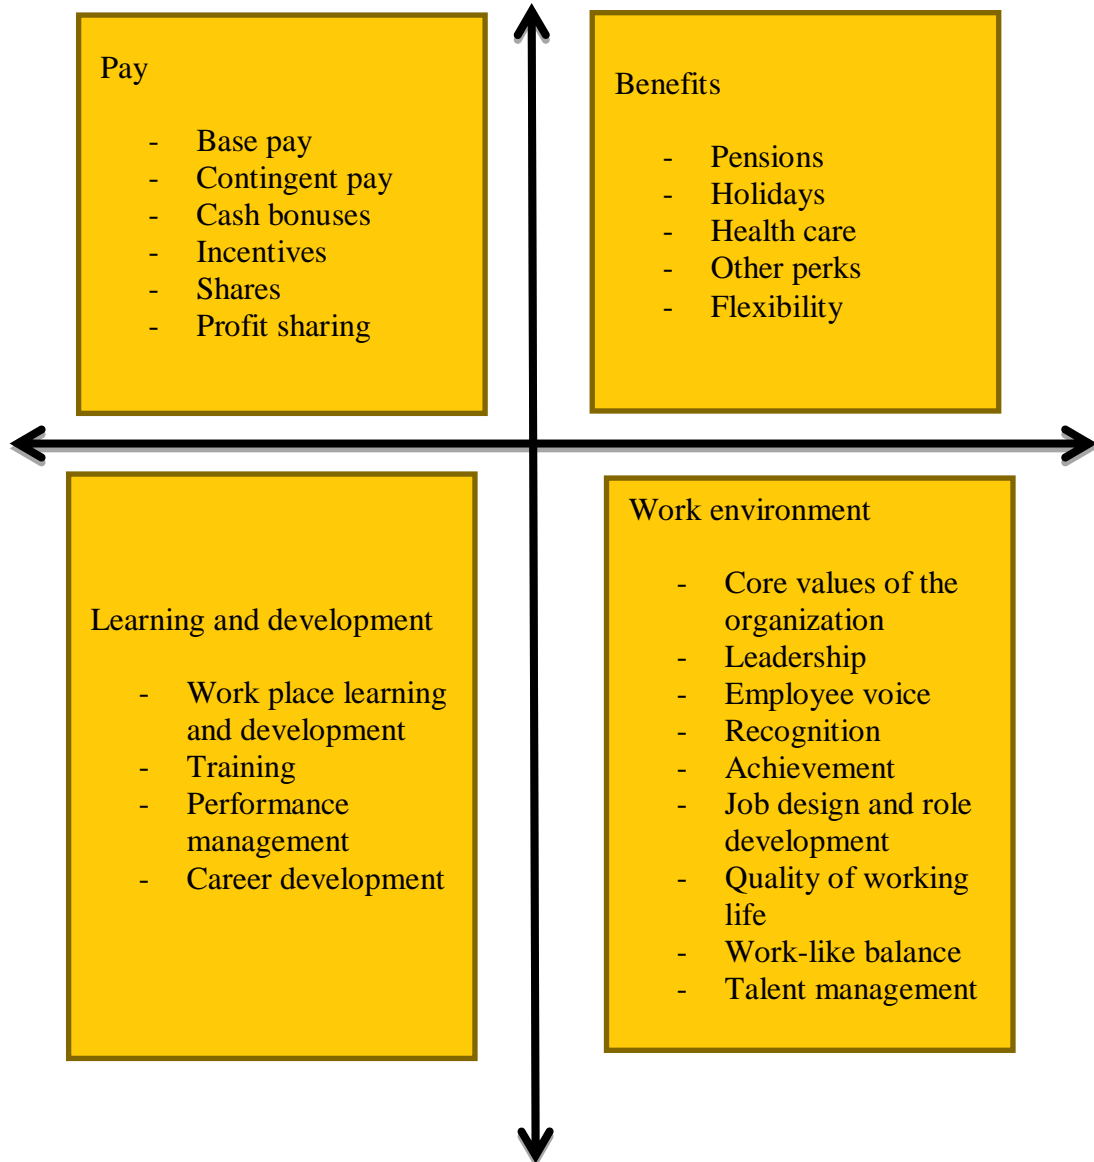 Pay
- Base pay
- Contingent pay
- Cash bonuses
- Incentives
- Shares
- Profit sharing
Benefits
- Pensions
- Holidays
- Health care
- Other perks
- Flexibility
Learning and development
- Work place learning
and development
- Training
- Performance
management
- Career development
Work environment
- Core values of the
organization
- Leadership
- Employee voice
- Recognition
- Achievement
- Job design and role
development
- Quality of working
life
- Work-like balance
- Talent management